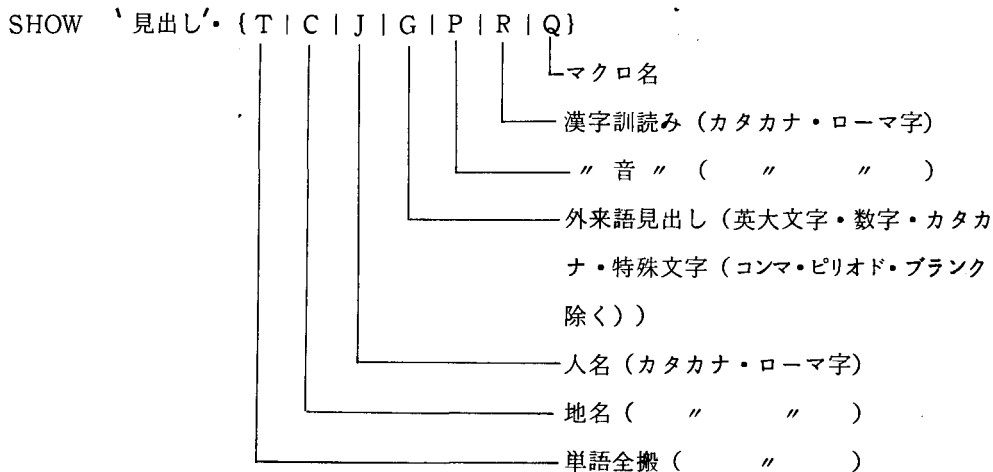 SHOW ‵見出し′・{T|C|J|G|P|R|Q}
マクロ名
漢字訓読み(カタカナ・ローマ字)
〃 音 〃 ( 〃 〃 )
外来語見出し(英大文字・数字・カタカ
ナ・特殊文字(コンマ・ピリオド・ブランク
除く))
人名(カタカナ・ローマ字)
地名( 〃 〃 )
単語全搬( 〃 )